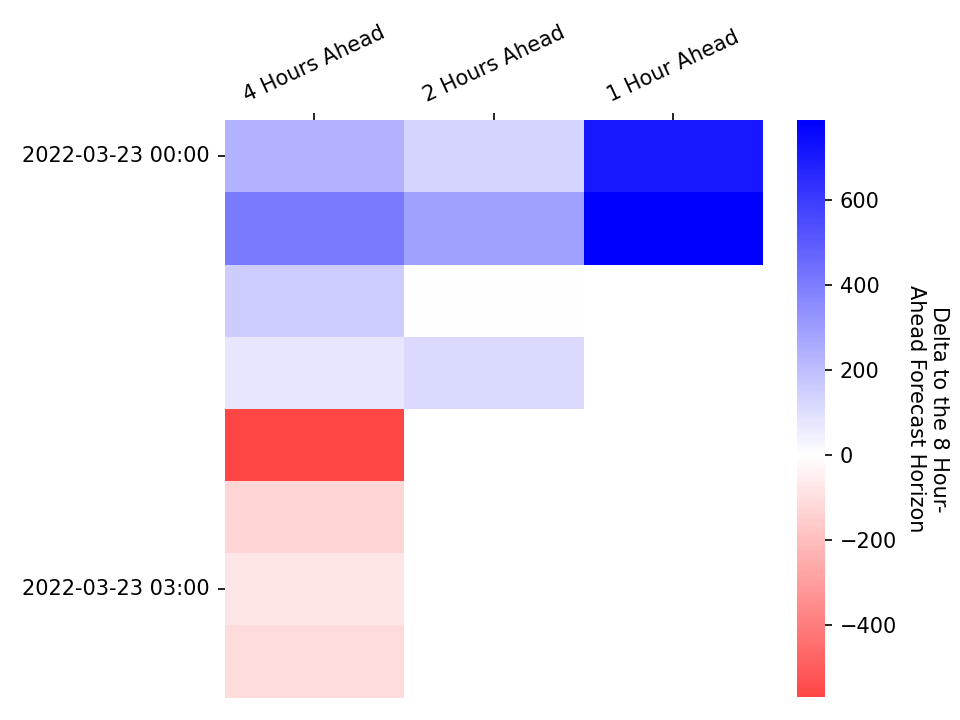 4 Hours Ahead
2 Hours Ahead
1 Hour Ahead
2022-03-23 00:00
2022-03-23 03:00
600
400
200
0
−200
−400
Delta to the 8 Hour-
Ahead Forecast Horizon